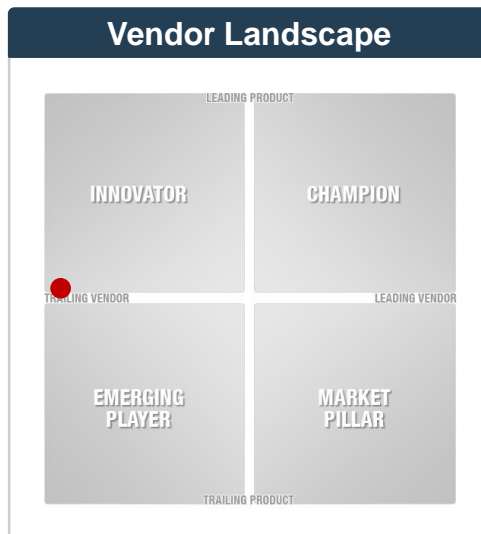 Vendor Landscape
LEADING PRODUCT
INNOVATOR
CHAMPION
TRAILING VENDOR
LEADING VENDOR
EMERGING
PLAYER
MARKET
PILLAR
TRAILING PRODUCT